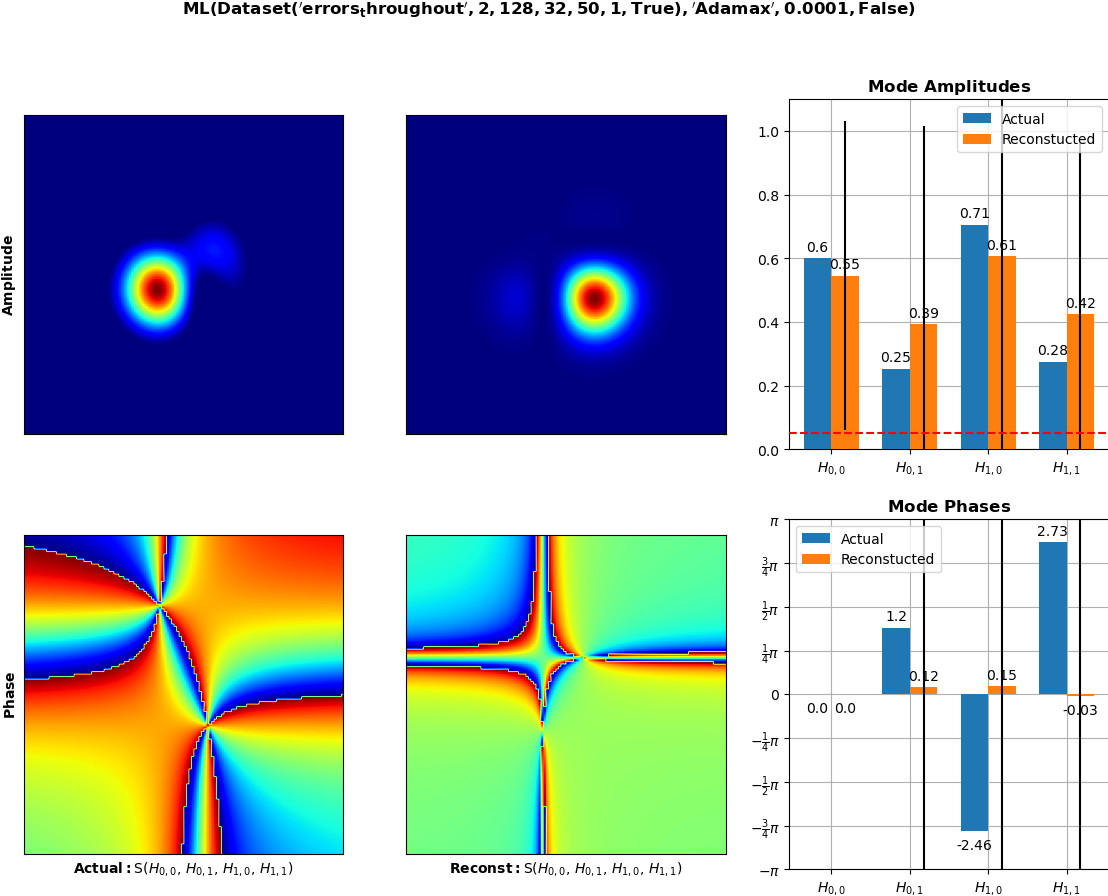 ML(Dataset('errors_throughout', 2, 128, 32, 50, 1, True), 'Adamax', 0.0001, False)
Amplitude
Mode Amplitudes
Actual
Reconstucted
1.0
0.8
0.6
0.4
0.2
0.0
0.6
0.55
0.25
0.39
0.71
0.61
0.28
0.42
H0,0
H0,1
H1,0
H1,1
Phase
Actual: S(H0,0, H0,1, H1,0, H1,1)
Reconst: S(H0,0, H0,1, H1,0, H1,1)
Mode Phases
Actual
Reconstucted
π
3/4π
1/2π
1/4π
0
−1/4π
−1/2π
−3/4π
−π
0.0
0.0
1.2
0.12
-2.46
0.15
2.73
-0.03
H0,0
H0,1
H1,0
H1,1